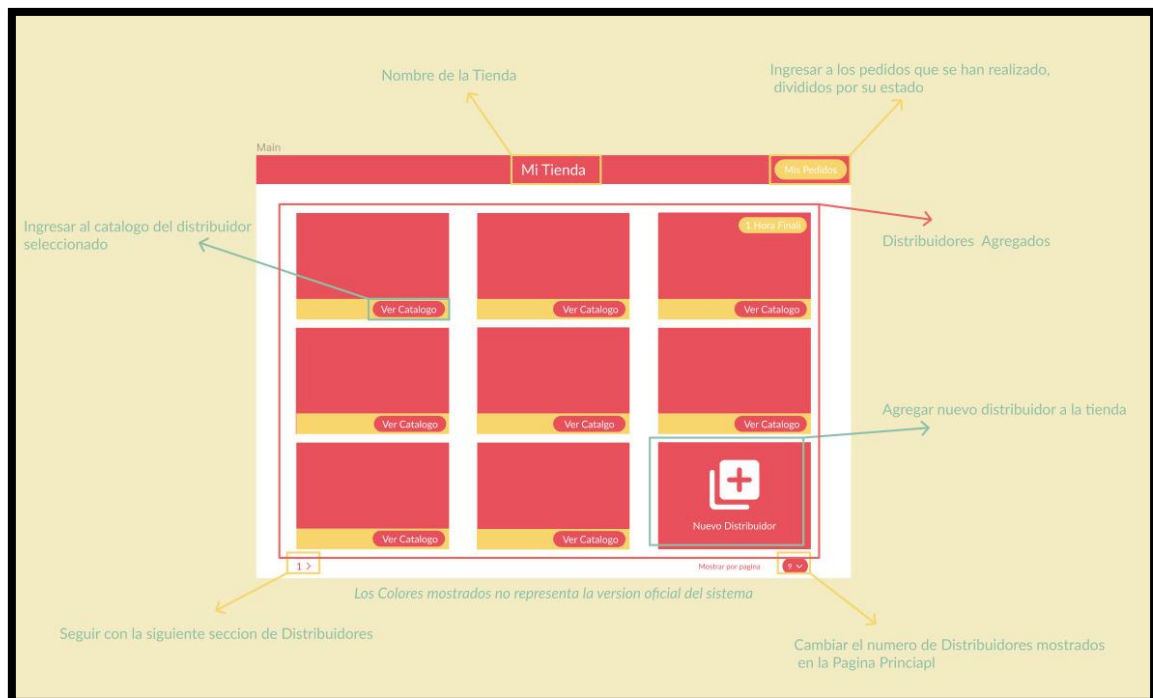 Nombre de la Tienda
Ingresar a los pedidos que se han realizado,
divididos por su estado
Main
Mi Tienda
Mis Pedidos
Ingresar al catalogo del distribuidor
seleccionado
1 Hora Finall
Distribuidores Agregados
Ver Catalogo
Ver Catalogo
Ver Catalogo
Agregar nuevo distribuidor a la tienda
Ver Catalogo
Ver Catalgo
Ver Catalogo
Nuevo Distribuidor
Ver Catalogo
Ver Catalogo
1 >
Mostrar por pagina
9
Los Colores mostrados no representa la version oficial del sistema
Seguir con la siguiente seccion de Distribuidores
Cambiar el numero de Distribuidores mostrados
en la Pagina Princiapl